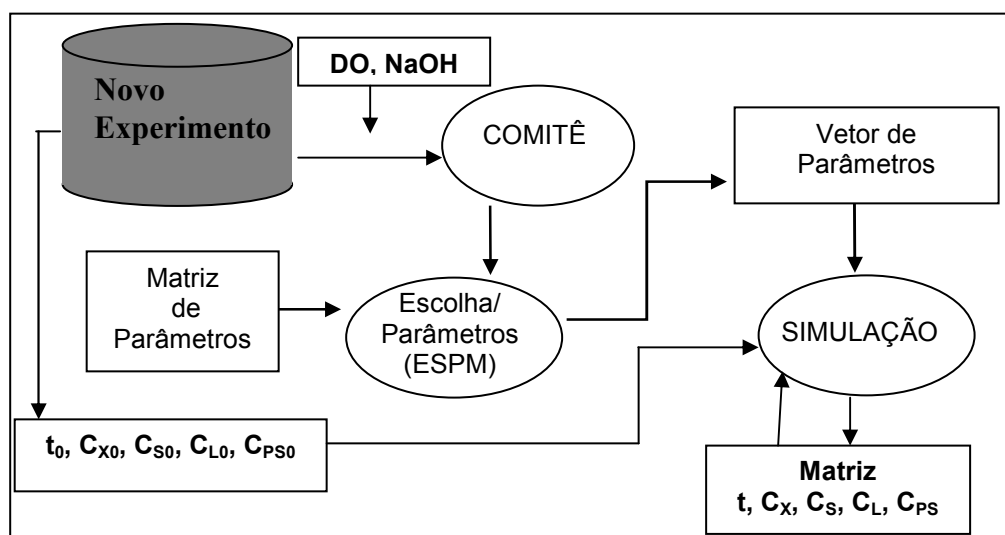 Novo
Experimento
DO, NaOH
COMITÊ
Vetor de
Parâmetros
Matriz
de
Parâmetros
Escolha/
Parâmetros
(ESPM)
SIMULAÇÃO
t0, CX0, CS0, CL0, CPS0
Matriz
t, CX, CS, CL, CPS